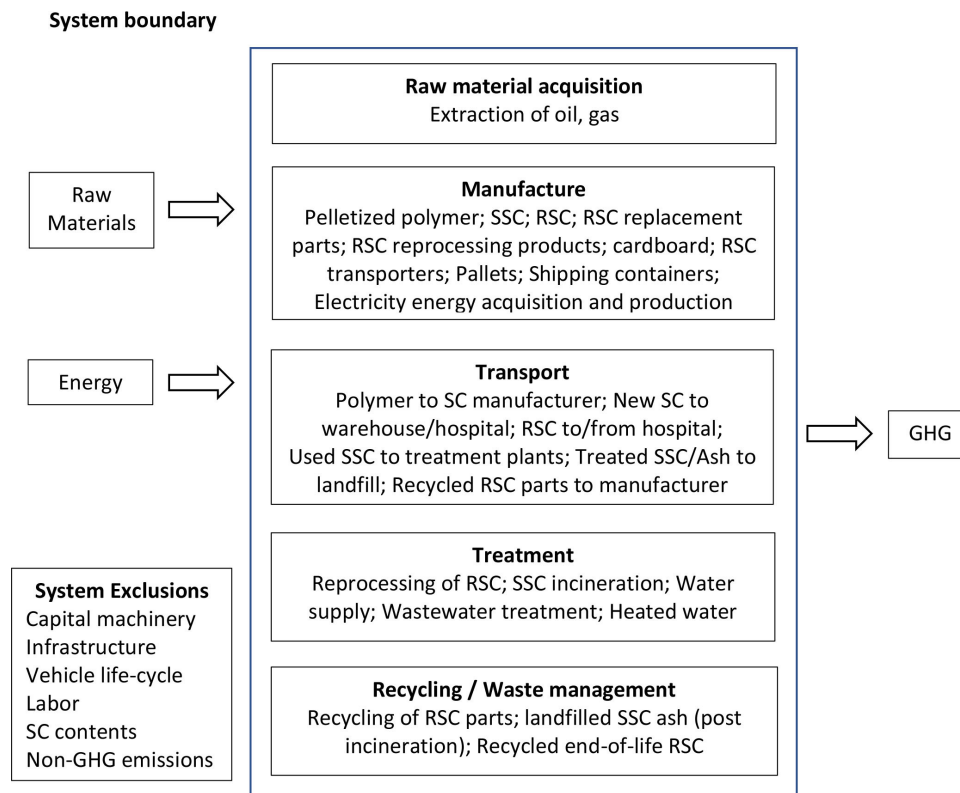 System boundary
Raw material acquisition
Extraction of oil, gas
Raw
Materials
Manufacture
Pelletized polymer; SSC; RSC; RSC replacement
parts; RSC reprocessing products; cardboard; RSC
transporters; Pallets; Shipping containers;
Electricity energy acquisition and production
Energy
Transport
Polymer to SC manufacturer; New SC to
warehouse/hospital; RSC to/from hospital;
Used SSC to treatment plants; Treated SSC/Ash to
landfill; Recycled RSC parts to manufacturer
GHG
Treatment
Reprocessing of RSC; SSC incineration; Water
supply; Wastewater treatment; Heated water
System Exclusions
Capital machinery
Infrastructure
Vehicle life-cycle
Labor
SC contents
Non-GHG emissions
Recycling / Waste management
Recycling of RSC parts; landfilled SSC ash (post
incineration); Recycled end-of-life RSC